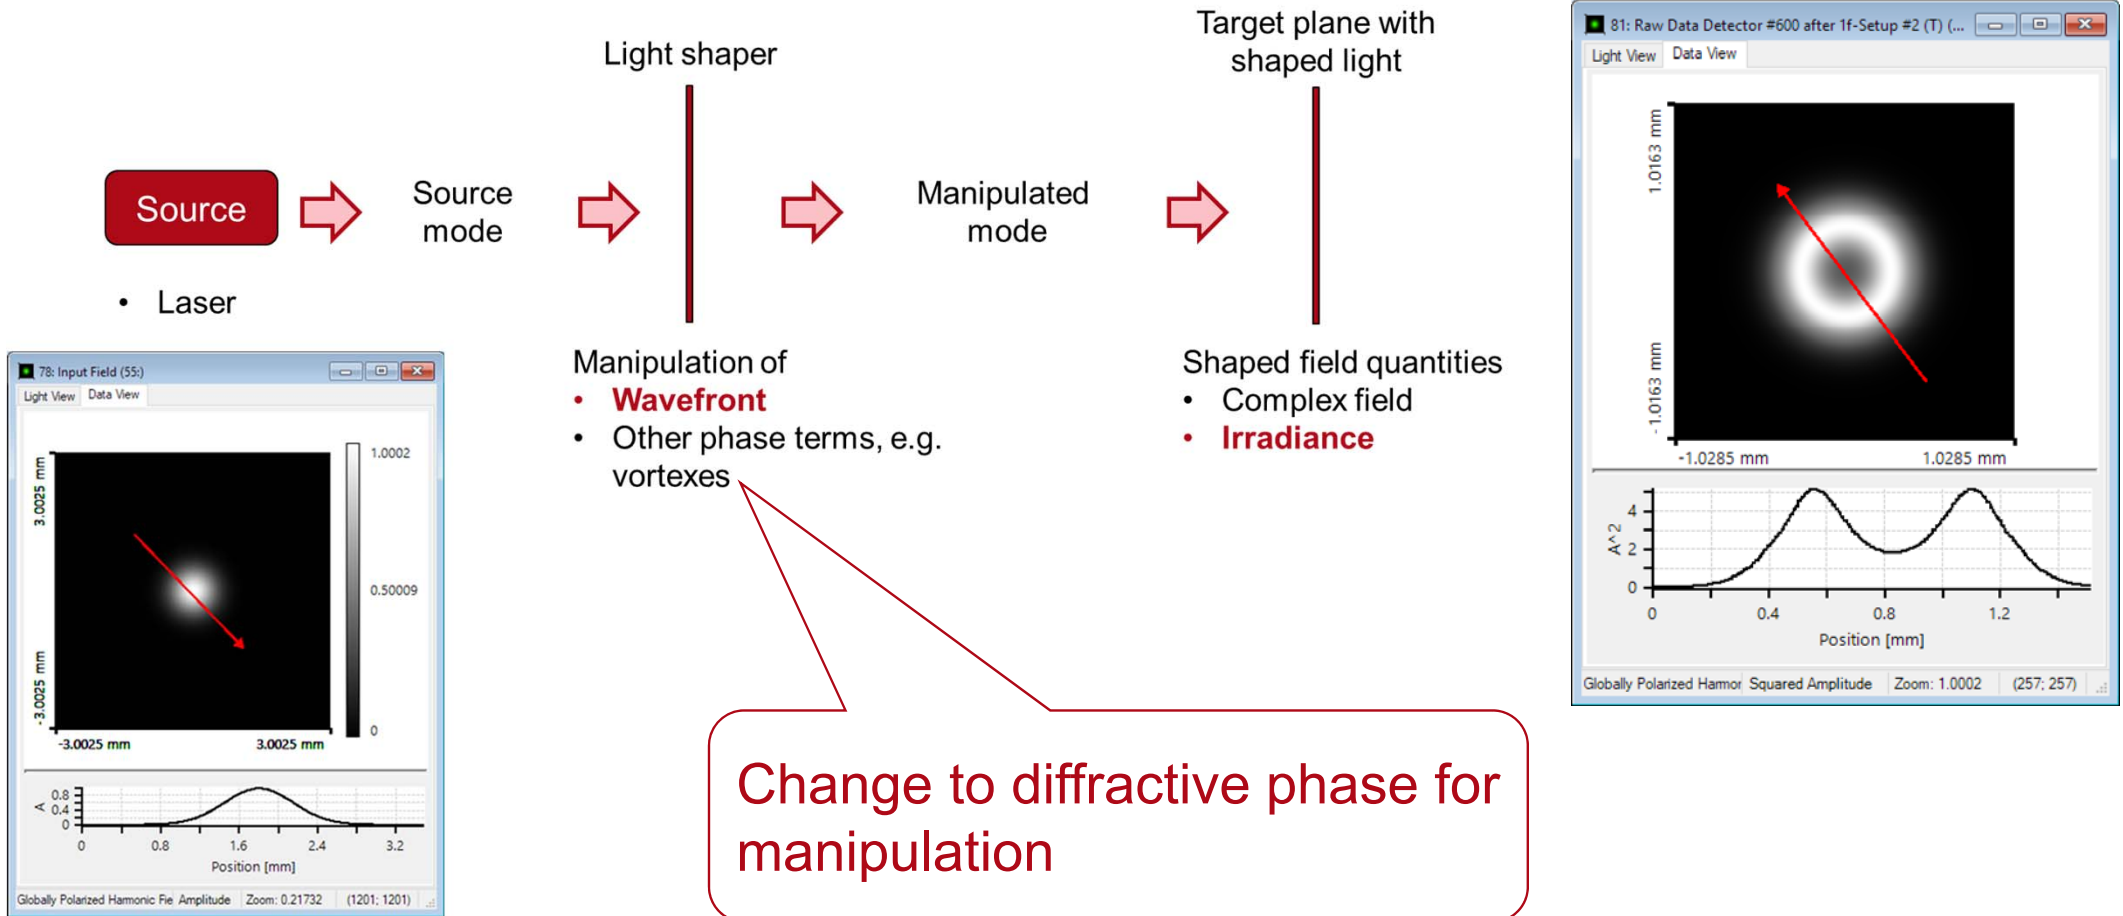 Light shaper
Target plane with
shaped light
Source
Source
mode
Manipulated
mode
• Laser
Manipulation of
• Wavefront
• Other phase terms, e.g.
vortexes
Shaped field quantities
• Complex field
• Irradiance
Change to diffractive phase for
manipulation
78: Input Field (55:)
Light View Data View
3.0025 mm
-3.0025 mm
-3.0025 mm 3.0025 mm
1.0002
0.50009
0
A
0.8
0.4
0
0 0.8 1.6 2.4 3.2
Position [mm]
Globally Polarized Harmonic Fie Amplitude Zoom: 0.21732 (1201; 1201)
81: Raw Data Detector #600 after 1f-Setup #2 (T) (...
Light View Data View
1.0163 mm
-1.0163 mm
-1.0285 mm 1.0285 mm
A^2
4
2
0
0 0.4 0.8 1.2
Position [mm]
Globally Polarized Harmor Squared Amplitude Zoom: 1.0002 (257; 257)